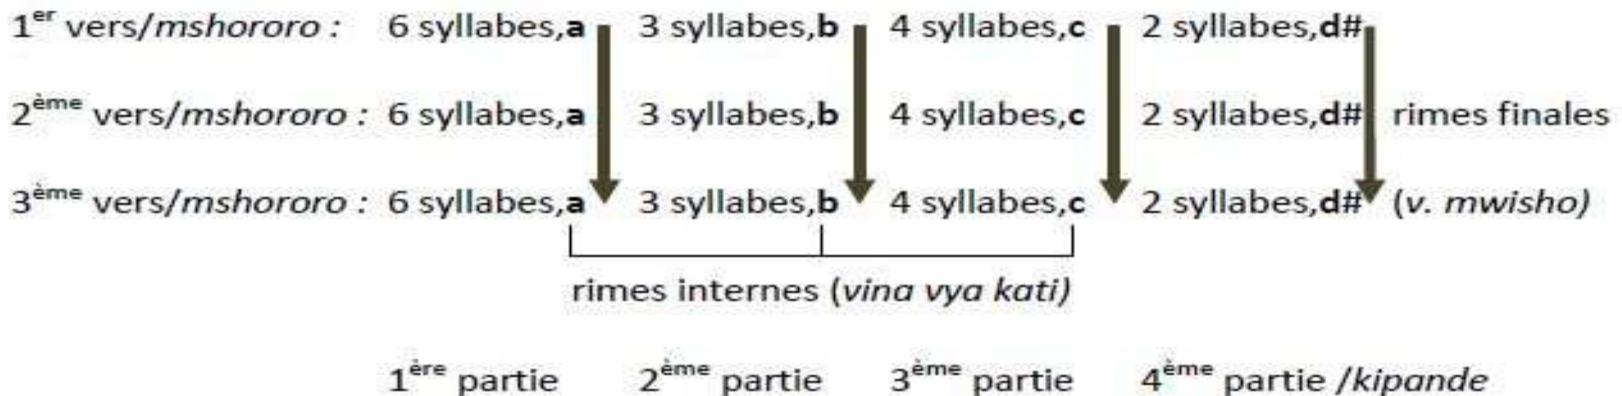 1er vers/mshororo : 6 syllabes,a 3 syllabes,b 4 syllabes,c 2 syllabes,d#
2ème vers/mshororo : 6 syllabes,a 3 syllabes,b 4 syllabes,c 2 syllabes,d# rimes finales
3ème vers/mshororo : 6 syllabes,a 3 syllabes,b 4 syllabes,c 2 syllabes,d# (v. mwisho)
rimes internes (vina vya kati)
1ère partie 2ème partie 3ème partie 4ème partie /kipande